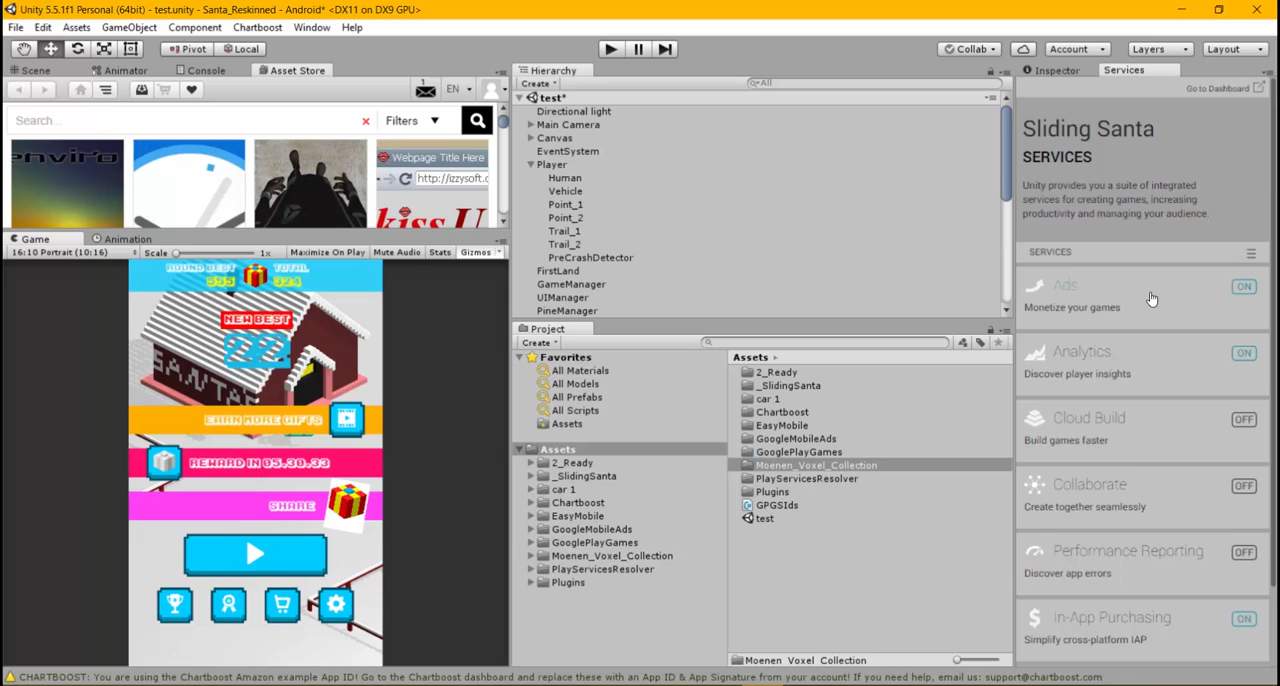 Unity 5.5.1f1 Personal (64bit) - test.unity - Santa_Reskinned - Android* <DX11 on DX9 GPU>
File Edit Assets GameObject Component Chartboost Window Help
Pivot Local Collab Account Layers Layout
Scene Animator Console Asset Store
1 EN
Search... Filters
enviro
Webpage Title Here
http://izzysoft.c
kiss U
Game Animation
16:10 Portrait (10:16) Scale 1x Maximize On Play Mute Audio Stats Gizmos
ROUND BEST TOTAL
555 324
NEW BEST
22
SANTA
EARN MORE GIFTS
REWARD IN 05.30.33
SHARE
Hierarchy
Create All
test*
Directional light
Main Camera
Canvas
EventSystem
Player
Human
Vehicle
Point_1
Point_2
Trail_1
Trail_2
PreCrashDetector
FirstLand
GameManager
UIManager
PineManager
Project
Create
Favorites
All Materials
All Models
All Prefabs
All Scripts
Assets
Assets
2_Ready
_SlidingSanta
car 1
Chartboost
EasyMobile
GoogleMobileAds
GooglePlayGames
Moenen_Voxel_Collection
PlayServicesResolver
Plugins
Assets
2_Ready
_SlidingSanta
car 1
Chartboost
EasyMobile
GoogleMobileAds
GooglePlayGames
Moenen_Voxel_Collection
PlayServicesResolver
Plugins
GPGSIds
test
Moenen_Voxel_Collection
Inspector Services
Go to Dashboard
Sliding Santa
SERVICES
Unity provides you a suite of integrated
services for creating games, increasing
productivity and managing your audience.
SERVICES
Ads ON
Monetize your games
Analytics ON
Discover player insights
Cloud Build OFF
Build games faster
Collaborate OFF
Create together seamlessly
Performance Reporting OFF
Discover app errors
In-App Purchasing ON
Simplify cross-platform IAP
CHARTBOOST: You are using the Chartboost Amazon example App ID! Go to the Chartboost dashboard and replace these with an App ID & App Signature from your account! If you need help, email us: support@chartboost.com